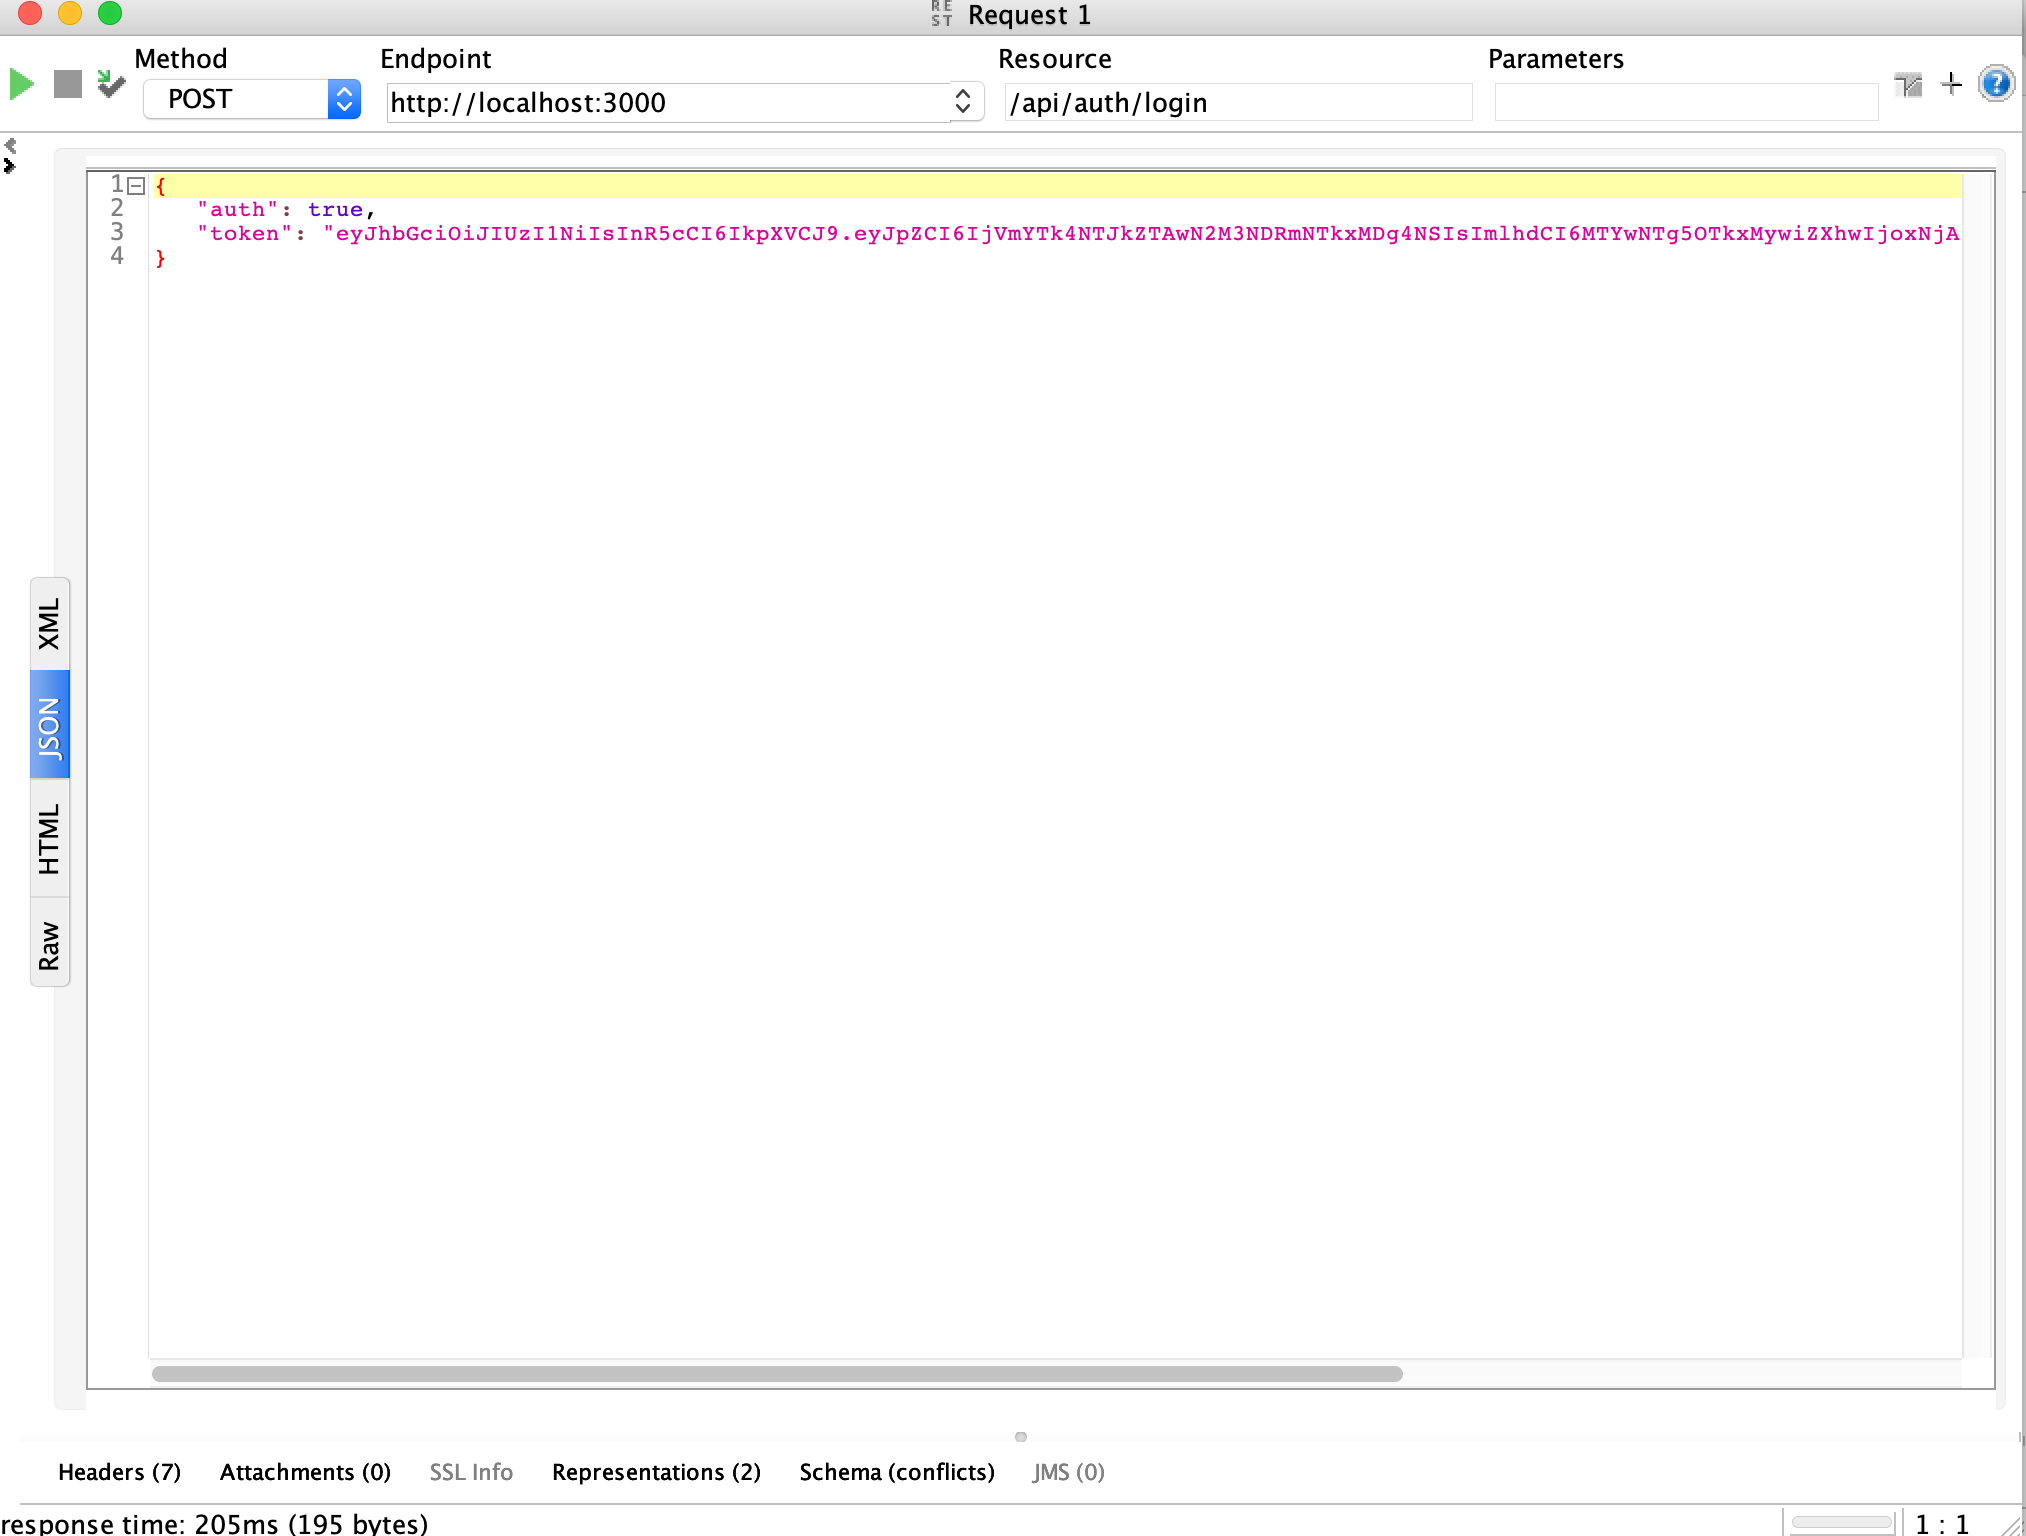 REST Request 1
Method Endpoint Resource Parameters
POST http://localhost:3000 /api/auth/login
1 {
2 "auth": true,
3 "token": "eyJhbGciOiJIUzI1NiIsInR5cCI6IkpXVCJ9.eyJpZCI6IjVmYTk4NTJkZTAwN2M3NDRmNTkxMDg4NSIsImlhdCI6MTYwNTg5OTkxMywiZXhwIjoxNjA
4 }
XML
JSON
HTML
Raw
Headers (7) Attachments (0) SSL Info Representations (2) Schema (conflicts) JMS (0)
response time: 205ms (195 bytes) 1 : 1